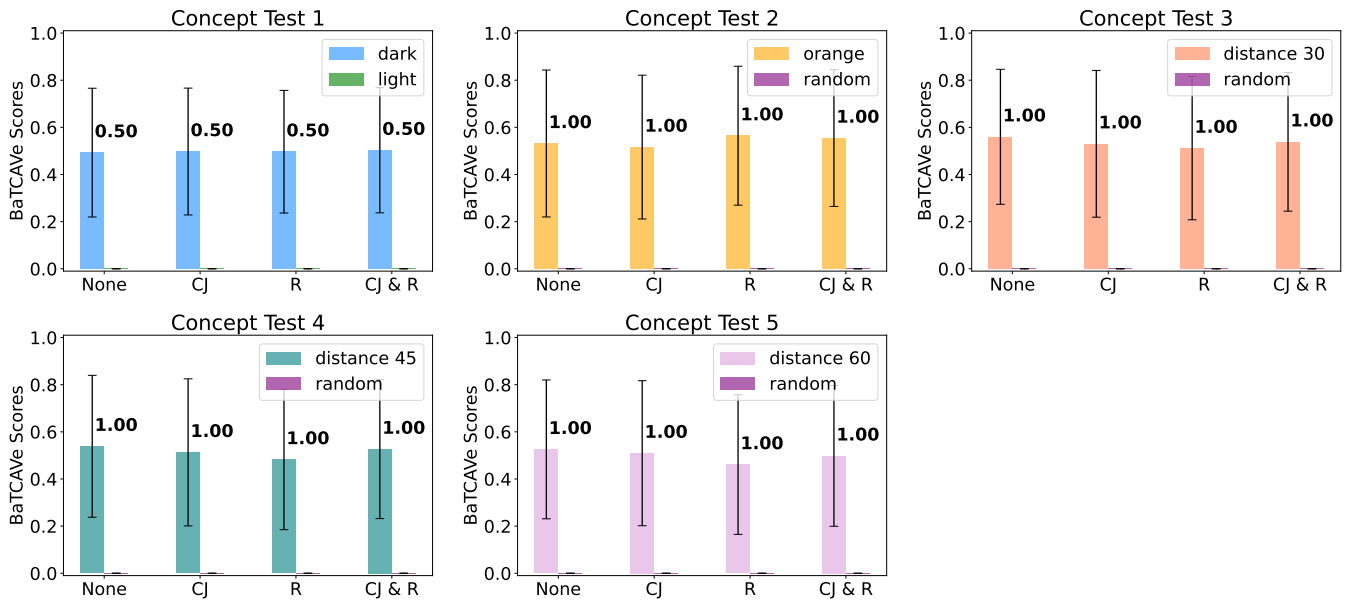 Concept Test 1
BaTCAVe Scores
1.0
0.8
0.6
0.4
0.2
0.0
dark
light
0.50
0.50
0.50
0.50
None
CJ
R
CJ & R
Concept Test 2
BaTCAVe Scores
1.0
0.8
0.6
0.4
0.2
0.0
orange
random
1.00
1.00
1.00
1.00
None
CJ
R
CJ & R
Concept Test 3
BaTCAVe Scores
1.0
0.8
0.6
0.4
0.2
0.0
distance 30
random
1.00
1.00
1.00
1.00
None
CJ
R
CJ & R
Concept Test 4
BaTCAVe Scores
1.0
0.8
0.6
0.4
0.2
0.0
distance 45
random
1.00
1.00
1.00
1.00
None
CJ
R
CJ & R
Concept Test 5
BaTCAVe Scores
1.0
0.8
0.6
0.4
0.2
0.0
distance 60
random
1.00
1.00
1.00
1.00
None
CJ
R
CJ & R